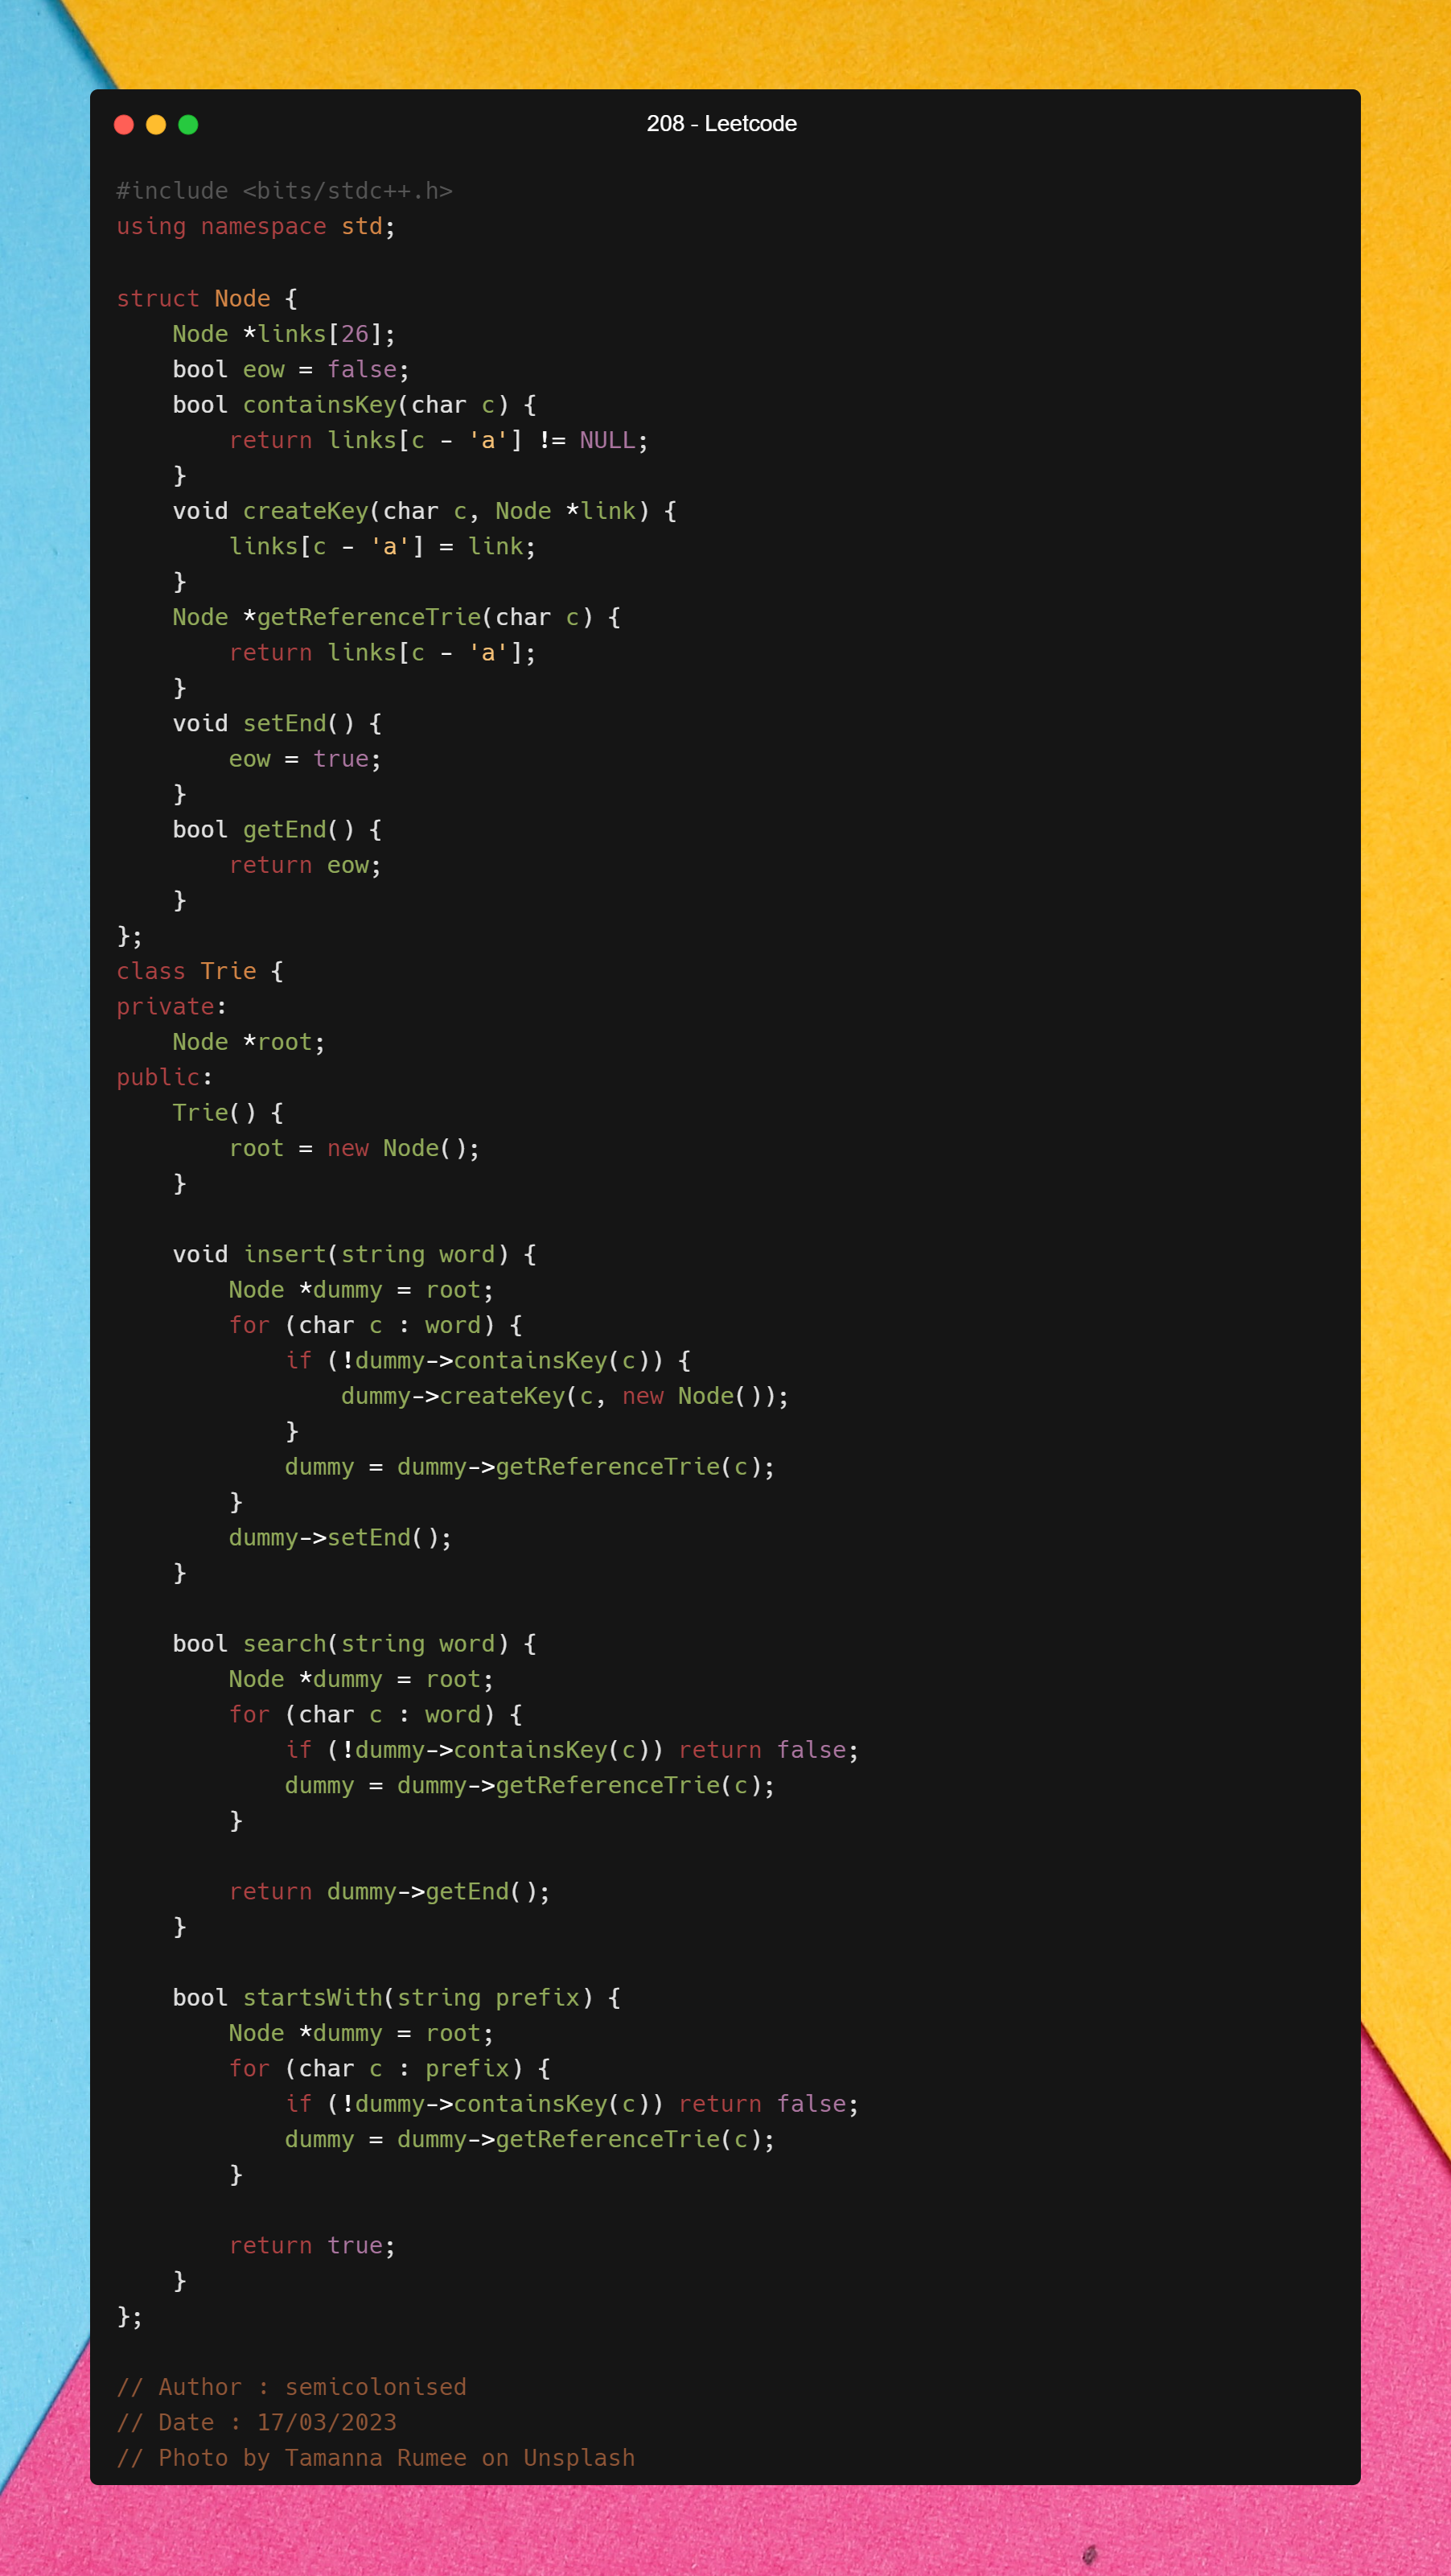 208 - Leetcode
#include <bits/stdc++.h>
using namespace std;

struct Node {
    Node *links[26];
    bool eow = false;
    bool containsKey(char c) {
        return links[c - 'a'] != NULL;
    }
    void createKey(char c, Node *link) {
        links[c - 'a'] = link;
    }
    Node *getReferenceTrie(char c) {
        return links[c - 'a'];
    }
    void setEnd() {
        eow = true;
    }
    bool getEnd() {
        return eow;
    }
};
class Trie {
private:
    Node *root;
public:
    Trie() {
        root = new Node();
    }

    void insert(string word) {
        Node *dummy = root;
        for (char c : word) {
            if (!dummy->containsKey(c)) {
                dummy->createKey(c, new Node());
            }
            dummy = dummy->getReferenceTrie(c);
        }
        dummy->setEnd();
    }

    bool search(string word) {
        Node *dummy = root;
        for (char c : word) {
            if (!dummy->containsKey(c)) return false;
            dummy = dummy->getReferenceTrie(c);
        }

        return dummy->getEnd();
    }

    bool startsWith(string prefix) {
        Node *dummy = root;
        for (char c : prefix) {
            if (!dummy->containsKey(c)) return false;
            dummy = dummy->getReferenceTrie(c);
        }

        return true;
    }
};

// Author : semicolonised
// Date : 17/03/2023
// Photo by Tamanna Rumee on Unsplash